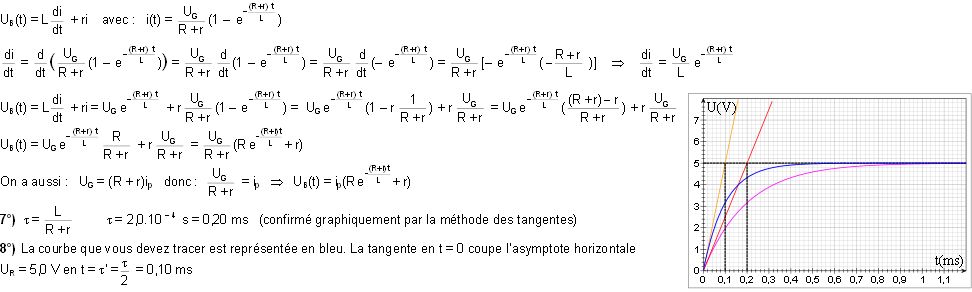 U_B(t) = L di/dt + ri avec : i(t) = U_G/(R + r) (1 – e^(-(R+r) t/L))
di/dt = d/dt (U_G/(R + r) (1 – e^(-(R+r) t/L))) = U_G/(R + r) d/dt (1 – e^(-(R+r) t/L)) = U_G/(R + r) d/dt (– e^(-(R+r) t/L)) = U_G/(R + r) [– e^(-(R+r) t/L) (– (R + r)/L )] ⇒ di/dt = U_G/L e^(-(R+r) t/L)
U_B(t) = L di/dt + ri = U_G e^(-(R+r) t/L) + r U_G/(R + r) (1 – e^(-(R+r) t/L)) = U_G e^(-(R+r) t/L) (1 – r 1/(R + r)) + r U_G/(R + r) = U_G e^(-(R+r) t/L) (((R + r) – r)/(R + r)) + r U_G/(R + r)
U_B(t) = U_G e^(-(R+r) t/L) R/(R + r) + r U_G/(R + r) = U_G/(R + r) (R e^(-(R+r)t/L) + r)
On a aussi : U_G = (R + r)i_p donc : U_G/(R + r) = i_p ⇒ U_B(t) = i_p(R e^(-(R+r)t/L) + r)
7°) τ = L/(R + r) τ = 2,0.10^(– 4) s = 0,20 ms (confirmé graphiquement par la méthode des tangentes)
8°) La courbe que vous devez tracer est représentée en bleu. La tangente en t = 0 coupe l'asymptote horizontale
U_R = 5,0 V en t = τ' = τ/2 = 0,10 ms
U(V)
7
6
5
4
3
2
1
0
t(ms)
0 0,1 0,2 0,3 0,4 0,5 0,6 0,7 0,8 0,9 1 1,1